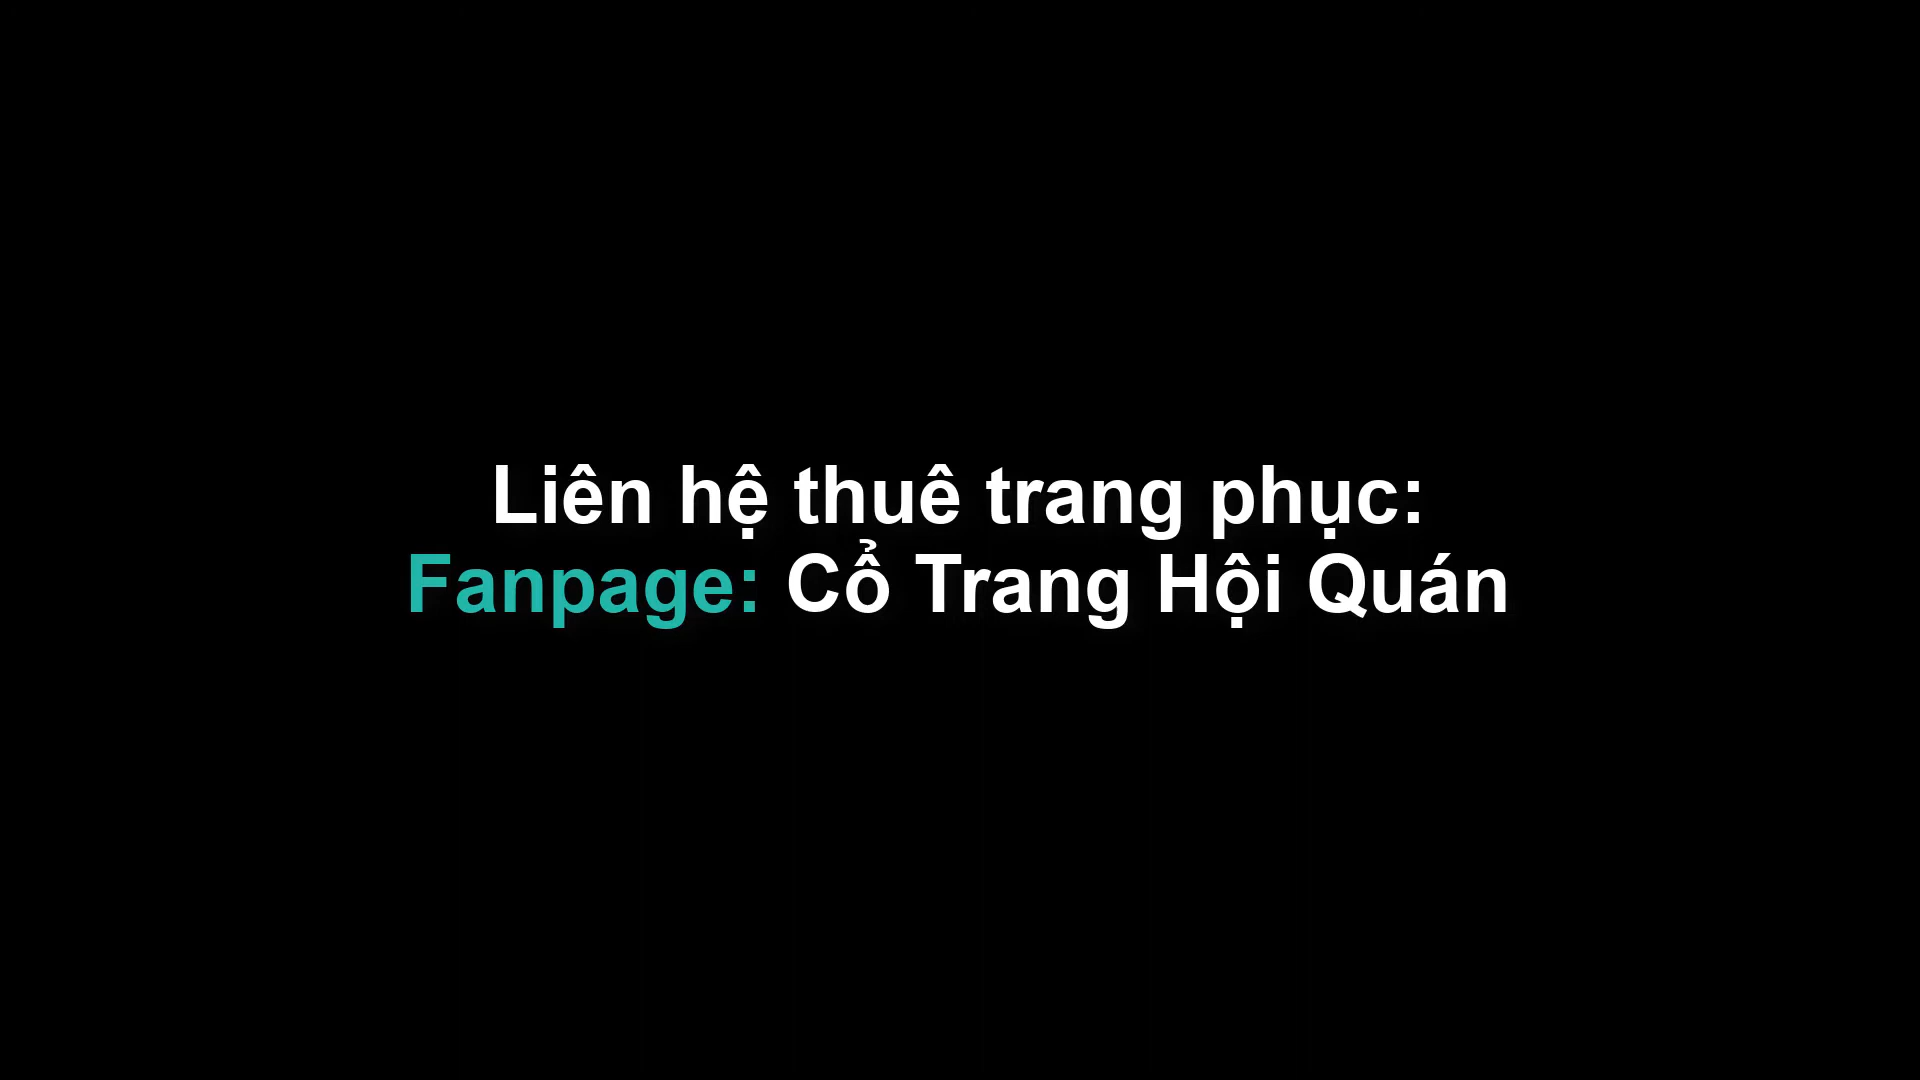 Liên hệ thuê trang phục:
Fanpage: Cổ Trang Hội Quán